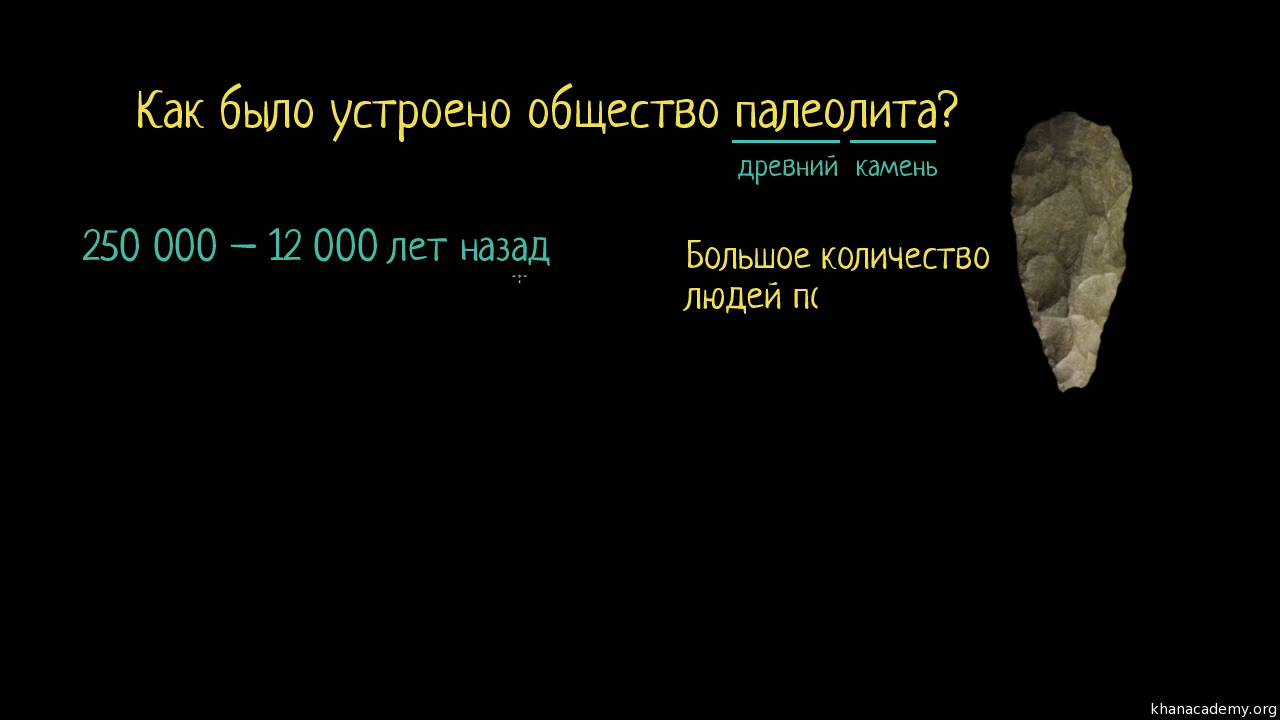 Как было устроено общество палеолита?
древний камень
250 000 – 12 000 лет назад
Большое количество
людей п
khanacademy.org